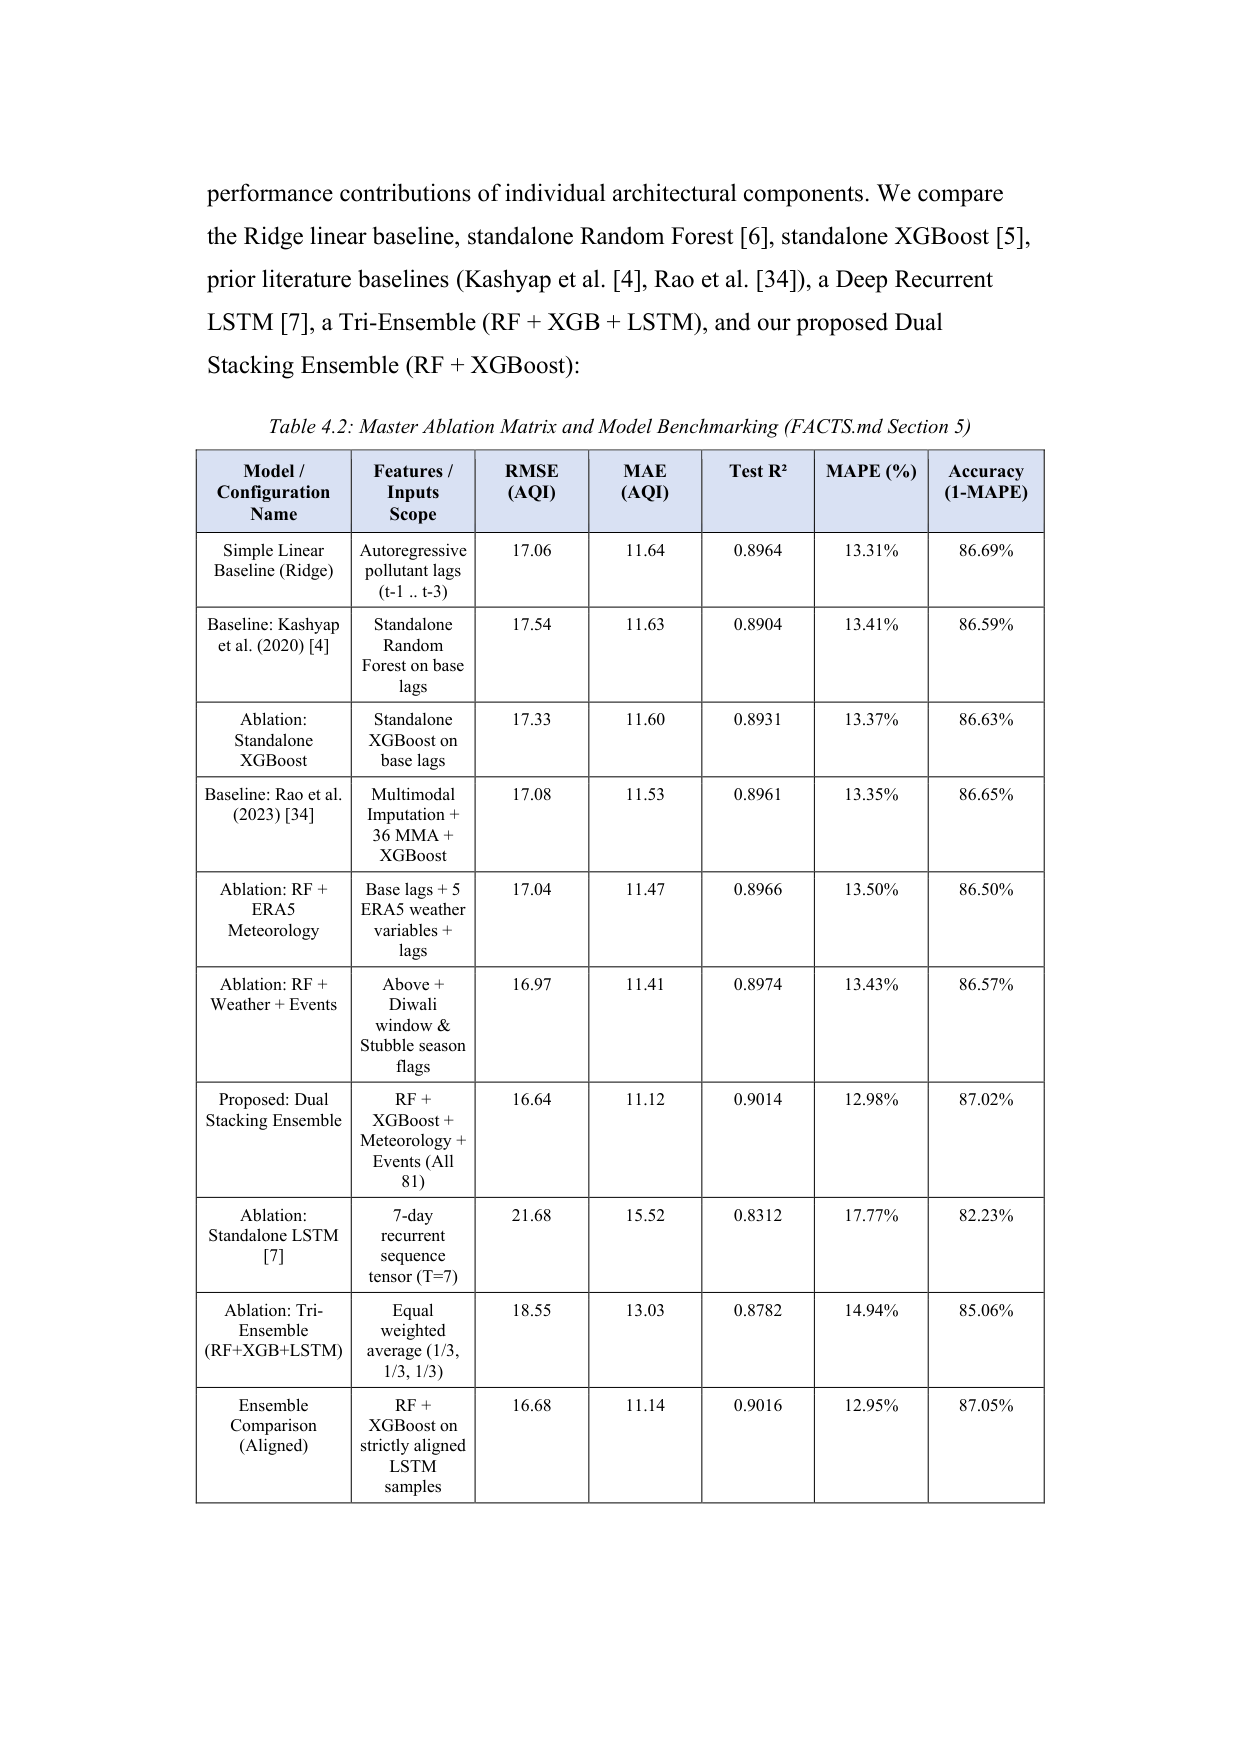 performance contributions of individual architectural components. We compare
the Ridge linear baseline, standalone Random Forest [6], standalone XGBoost [5],
prior literature baselines (Kashyap et al. [4], Rao et al. [34]), a Deep Recurrent
LSTM [7], a Tri-Ensemble (RF + XGB + LSTM), and our proposed Dual
Stacking Ensemble (RF + XGBoost):
Table 4.2: Master Ablation Matrix and Model Benchmarking (FACTS.md Section 5)
Model / Configuration Name | Features / Inputs Scope | RMSE (AQI) | MAE (AQI) | Test R² | MAPE (%) | Accuracy (1-MAPE)
Simple Linear Baseline (Ridge) | Autoregressive pollutant lags (t-1 .. t-3) | 17.06 | 11.64 | 0.8964 | 13.31% | 86.69%
Baseline: Kashyap et al. (2020) [4] | Standalone Random Forest on base lags | 17.54 | 11.63 | 0.8904 | 13.41% | 86.59%
Ablation: Standalone XGBoost | Standalone XGBoost on base lags | 17.33 | 11.60 | 0.8931 | 13.37% | 86.63%
Baseline: Rao et al. (2023) [34] | Multimodal Imputation + 36 MMA + XGBoost | 17.08 | 11.53 | 0.8961 | 13.35% | 86.65%
Ablation: RF + ERA5 Meteorology | Base lags + 5 ERA5 weather variables + lags | 17.04 | 11.47 | 0.8966 | 13.50% | 86.50%
Ablation: RF + Weather + Events | Above + Diwali window & Stubble season flags | 16.97 | 11.41 | 0.8974 | 13.43% | 86.57%
Proposed: Dual Stacking Ensemble | RF + XGBoost + Meteorology + Events (All 81) | 16.64 | 11.12 | 0.9014 | 12.98% | 87.02%
Ablation: Standalone LSTM [7] | 7-day recurrent sequence tensor (T=7) | 21.68 | 15.52 | 0.8312 | 17.77% | 82.23%
Ablation: Tri-Ensemble (RF+XGB+LSTM) | Equal weighted average (1/3, 1/3, 1/3) | 18.55 | 13.03 | 0.8782 | 14.94% | 85.06%
Ensemble Comparison (Aligned) | RF + XGBoost on strictly aligned LSTM samples | 16.68 | 11.14 | 0.9016 | 12.95% | 87.05%